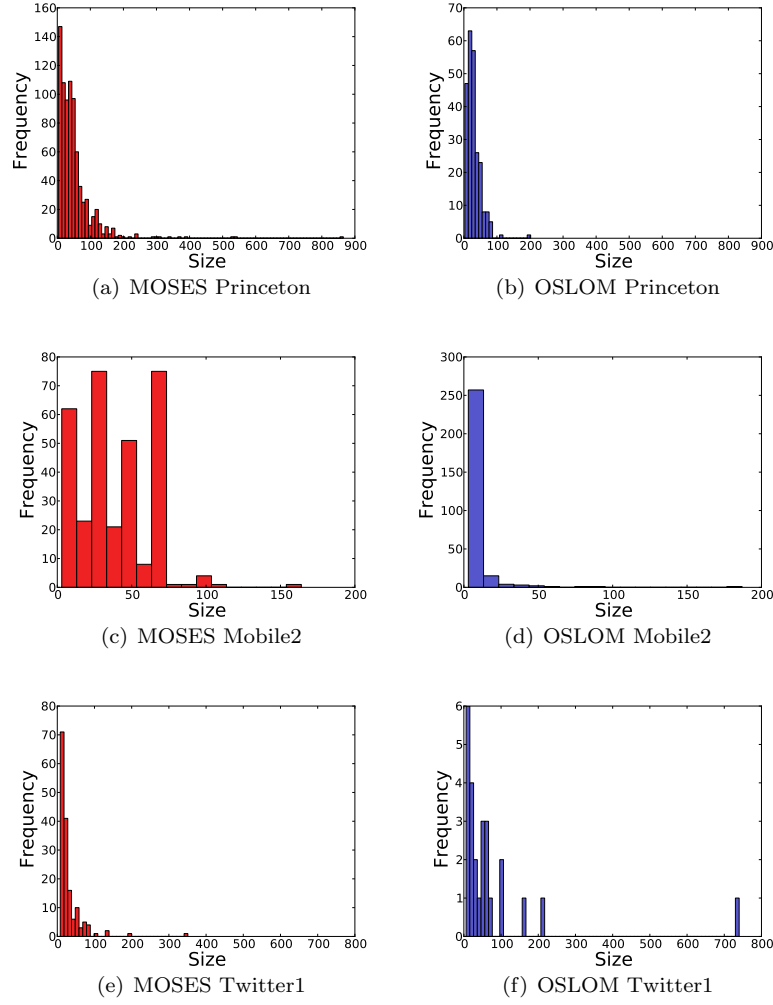 160
140
120
100
80
60
40
20
0
Frequency
0 100 200 300 400 500 600 700 800 900
Size
(a) MOSES Princeton
70
60
50
40
30
20
10
0
Frequency
0 100 200 300 400 500 600 700 800 900
Size
(b) OSLOM Princeton
80
70
60
50
40
30
20
10
0
Frequency
0 50 100 150 200
Size
(c) MOSES Mobile2
300
250
200
150
100
50
0
Frequency
0 50 100 150 200
Size
(d) OSLOM Mobile2
80
70
60
50
40
30
20
10
0
Frequency
0 100 200 300 400 500 600 700 800
Size
(e) MOSES Twitter1
6
5
4
3
2
1
0
Frequency
0 100 200 300 400 500 600 700 800
Size
(f) OSLOM Twitter1